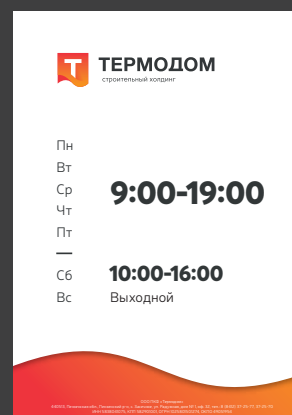 ТЕРМОДОМ
строительный холдинг
Пн
Вт
Ср
9:00-19:00
Чт
Пт
Сб
10:00-16:00
Вс
Выходной